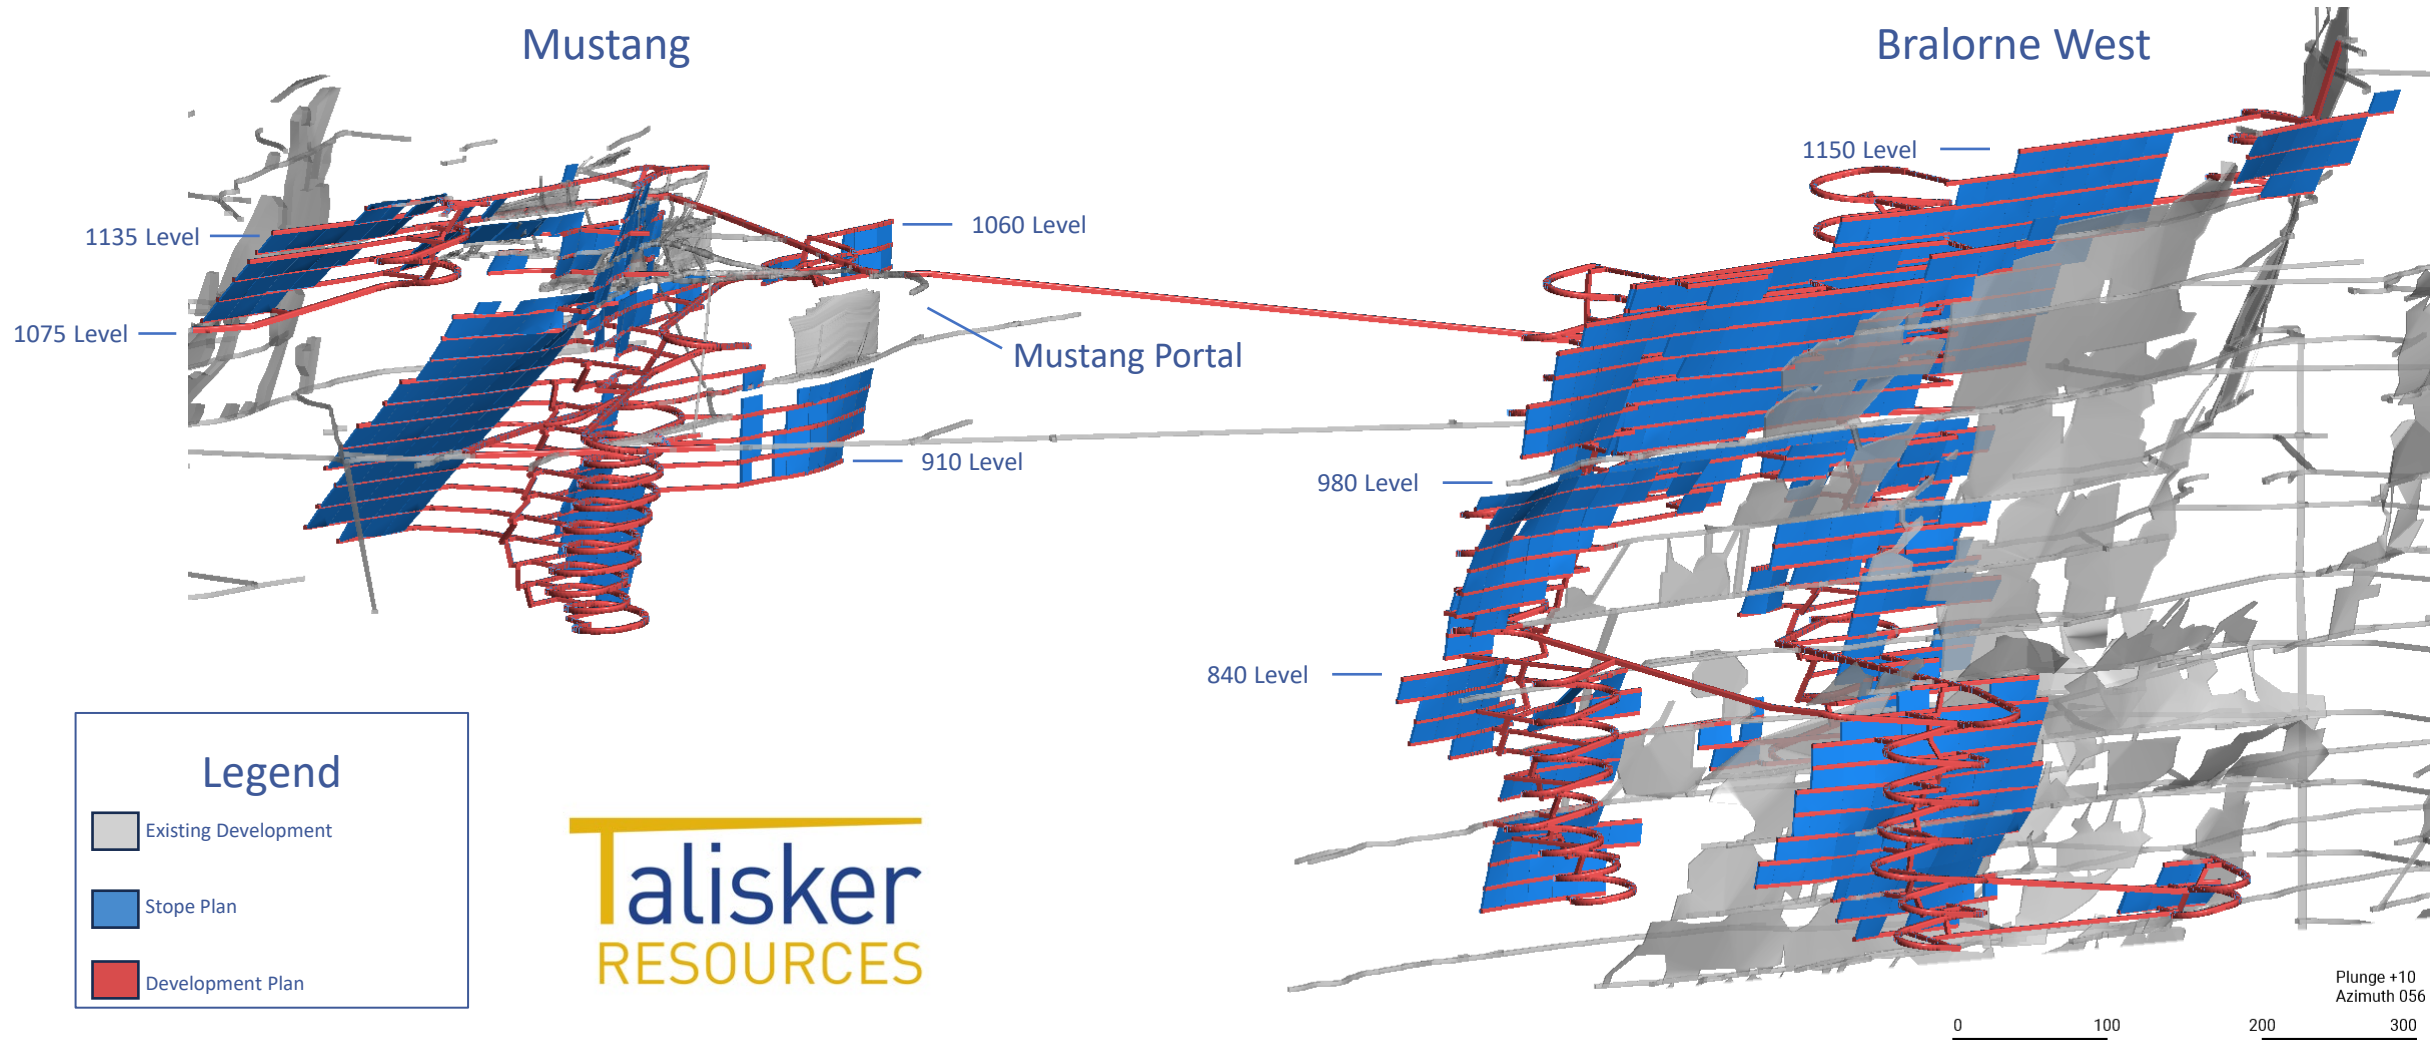 Mustang
Bralorne West
1150 Level
1135 Level
1060 Level
1075 Level
Mustang Portal
910 Level
980 Level
840 Level
Legend
Existing Development
Stope Plan
Development Plan
Talisker
RESOURCES
Plunge +10
Azimuth 056
0 100 200 300